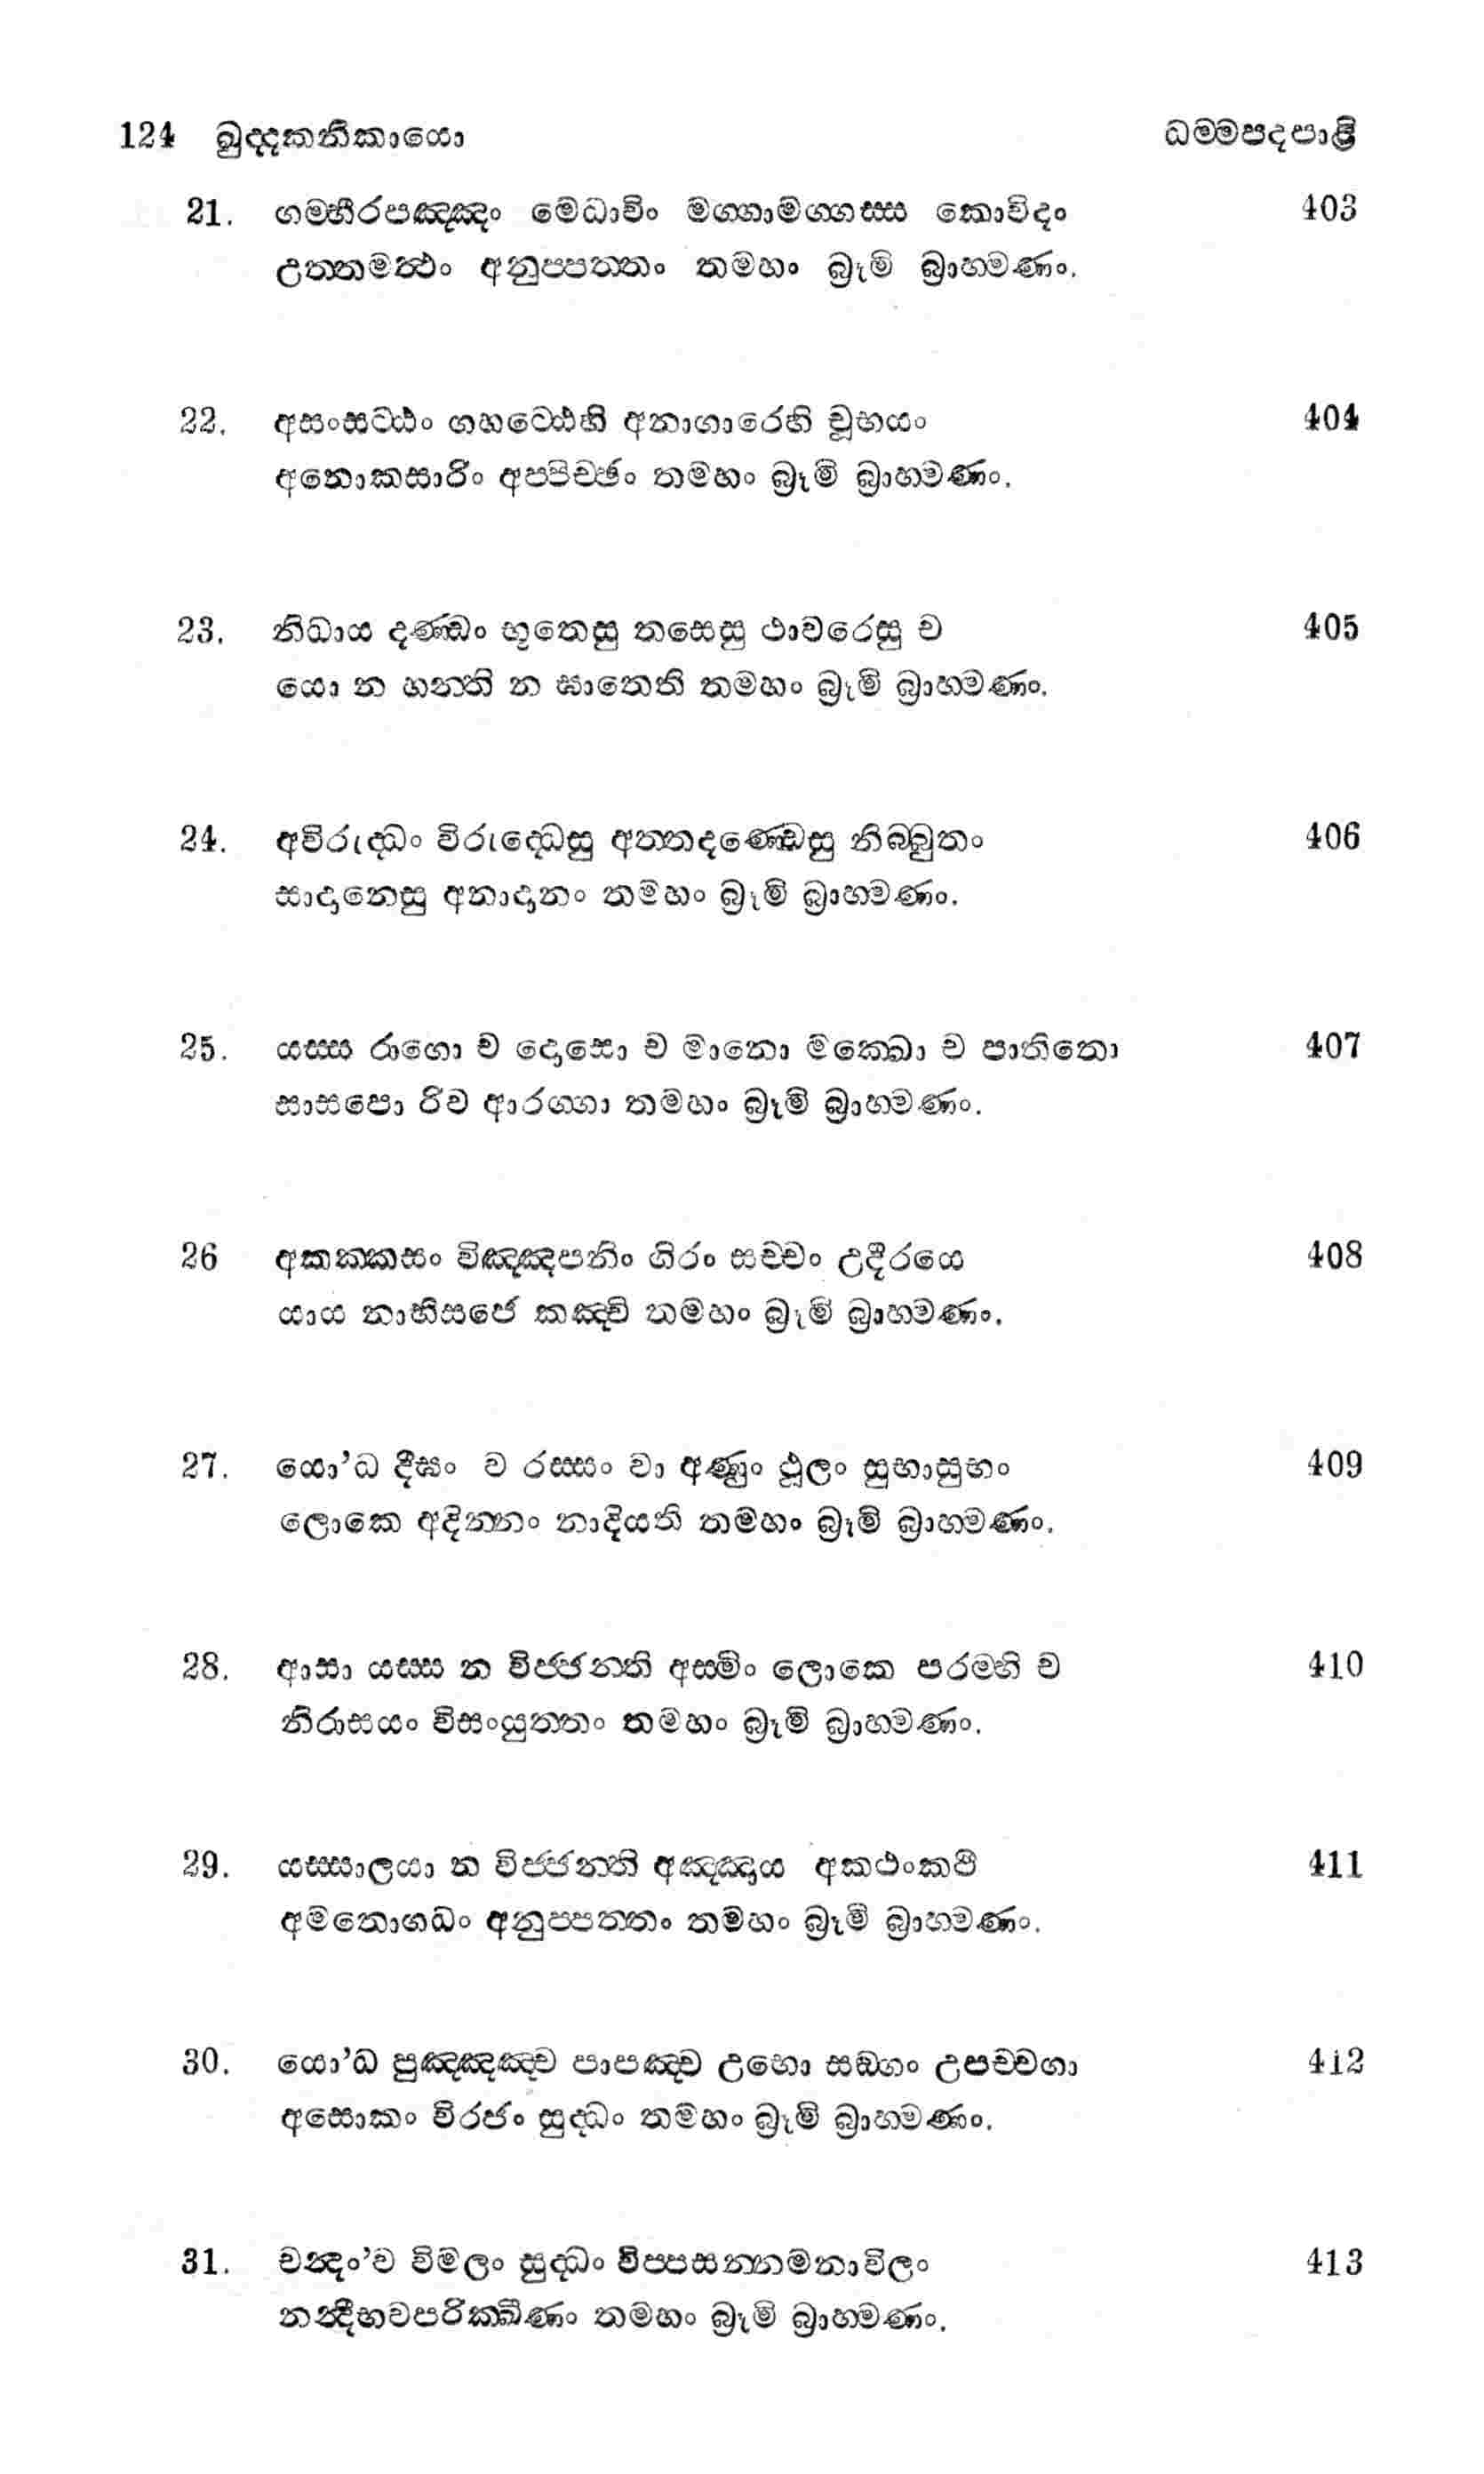 124 ඛුද්දකනිකායො ධම්මපදපාළි
21. ගම්භීරපඤ්ඤං මෙධාවිං මග්ගාමග්ගස්ස කොවිදං 403
උත්තමත්ථං අනුප්පත්තං තමහං බ්‍රූමි බ්‍රාහ්මණං.
22. අසංසට්ඨං ගහට්ඨෙහි අනාගාරෙහි චූභයං 404
අනොකසාරිං අප්පිච්ඡං තමහං බ්‍රූමි බ්‍රාහ්මණං.
23. නිධාය දණ්ඩං භූතෙසු තසෙසු ථාවරෙසු ච 405
යො න හන්ති න ඝාතෙති තමහං බ්‍රූමි බ්‍රාහ්මණං.
24. අවිරුද්ධං විරුද්ධෙසු අත්තදණ්ඩෙසු නිබ්බුතං 406
සාදානෙසු අනාදානං තමහං බ්‍රූමි බ්‍රාහ්මණං.
25. යස්ස රාගො ච දොසො ච මානො මක්ඛො ච පාතිතො 407
සාසපො රිව ආරග්ගා තමහං බ්‍රූමි බ්‍රාහ්මණං.
26 අකක්කසං විඤ්ඤපනිං ගිරං සච්චං උදීරයෙ 408
යාය නාභිසජෙ කඤ්චි තමහං බ්‍රූමි බ්‍රාහ්මණං.
27. යො’ධ දීඝං ව රස්සං වා අණුං ථූලං සුභාසුභං 409
ලොකෙ අදින්නං නාදියති තමහං බ්‍රූමි බ්‍රාහ්මණං.
28. ආසා යස්ස න විජ්ජන්ති අස්මිං ලොකෙ පරම්හි ච 410
නිරාසයං විසංයුත්තං තමහං බ්‍රූමි බ්‍රාහ්මණං.
29. යස්සාලයා න විජ්ජන්ති අඤ්ඤාය අකථංකථී 411
අමතොගධං අනුප්පත්තං තමහං බ්‍රූමි බ්‍රාහ්මණං.
30. යො’ධ පුඤ්ඤඤ්ච පාපඤ්ච උභො සඞ්ගං උපච්චගා 412
අසොකං විරජං සුද්ධං තමහං බ්‍රූමි බ්‍රාහ්මණං.
31. චන්දං’ව විමලං සුද්ධං විප්පසන්නමනාවිලං 413
නන්දීභවපරික්ඛීණං තමහං බ්‍රූමි බ්‍රාහ්මණං.